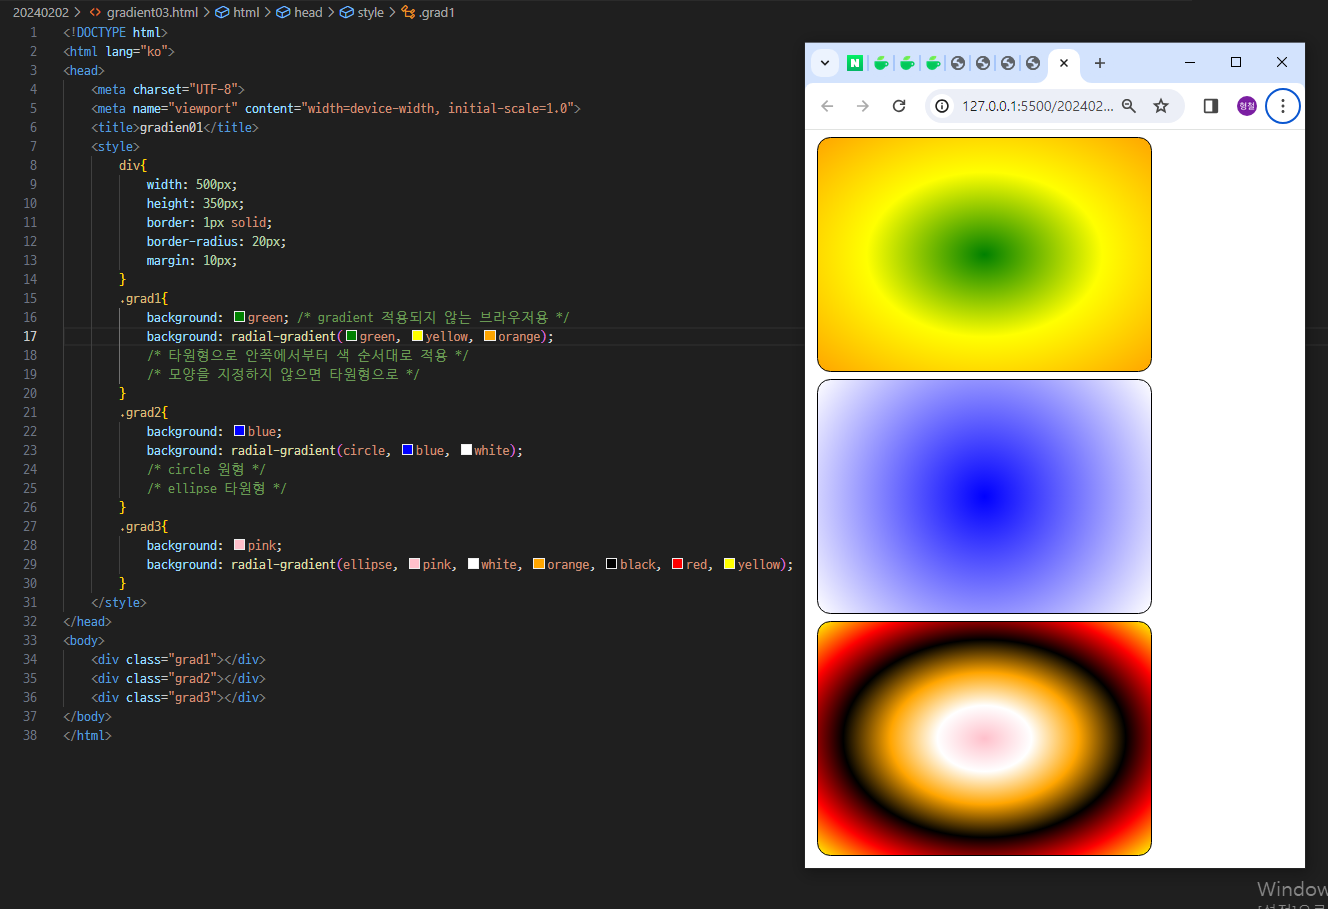 20240202 > <> gradient03.html > html > head > style > .grad1
1 <!DOCTYPE html>
2 <html lang="ko">
3 <head>
4 <meta charset="UTF-8">
5 <meta name="viewport" content="width=device-width, initial-scale=1.0">
6 <title>gradien01</title>
7 <style>
8 div{
9 width: 500px;
10 height: 350px;
11 border: 1px solid;
12 border-radius: 20px;
13 margin: 10px;
14 }
15 .grad1{
16 background: green; /* gradient 적용되지 않는 브라우저용 */
17 background: radial-gradient(green, yellow, orange);
18 /* 타원형으로 안쪽에서부터 색 순서대로 적용 */
19 /* 모양을 지정하지 않으면 타원형으로 */
20 }
21 .grad2{
22 background: blue;
23 background: radial-gradient(circle, blue, white);
24 /* circle 원형 */
25 /* ellipse 타원형 */
26 }
27 .grad3{
28 background: pink;
29 background: radial-gradient(ellipse, pink, white, orange, black, red, yellow);
30 }
31 </style>
32 </head>
33 <body>
34 <div class="grad1"></div>
35 <div class="grad2"></div>
36 <div class="grad3"></div>
37 </body>
38 </html>
N
127.0.0.1:5500/202402...
형절
Window